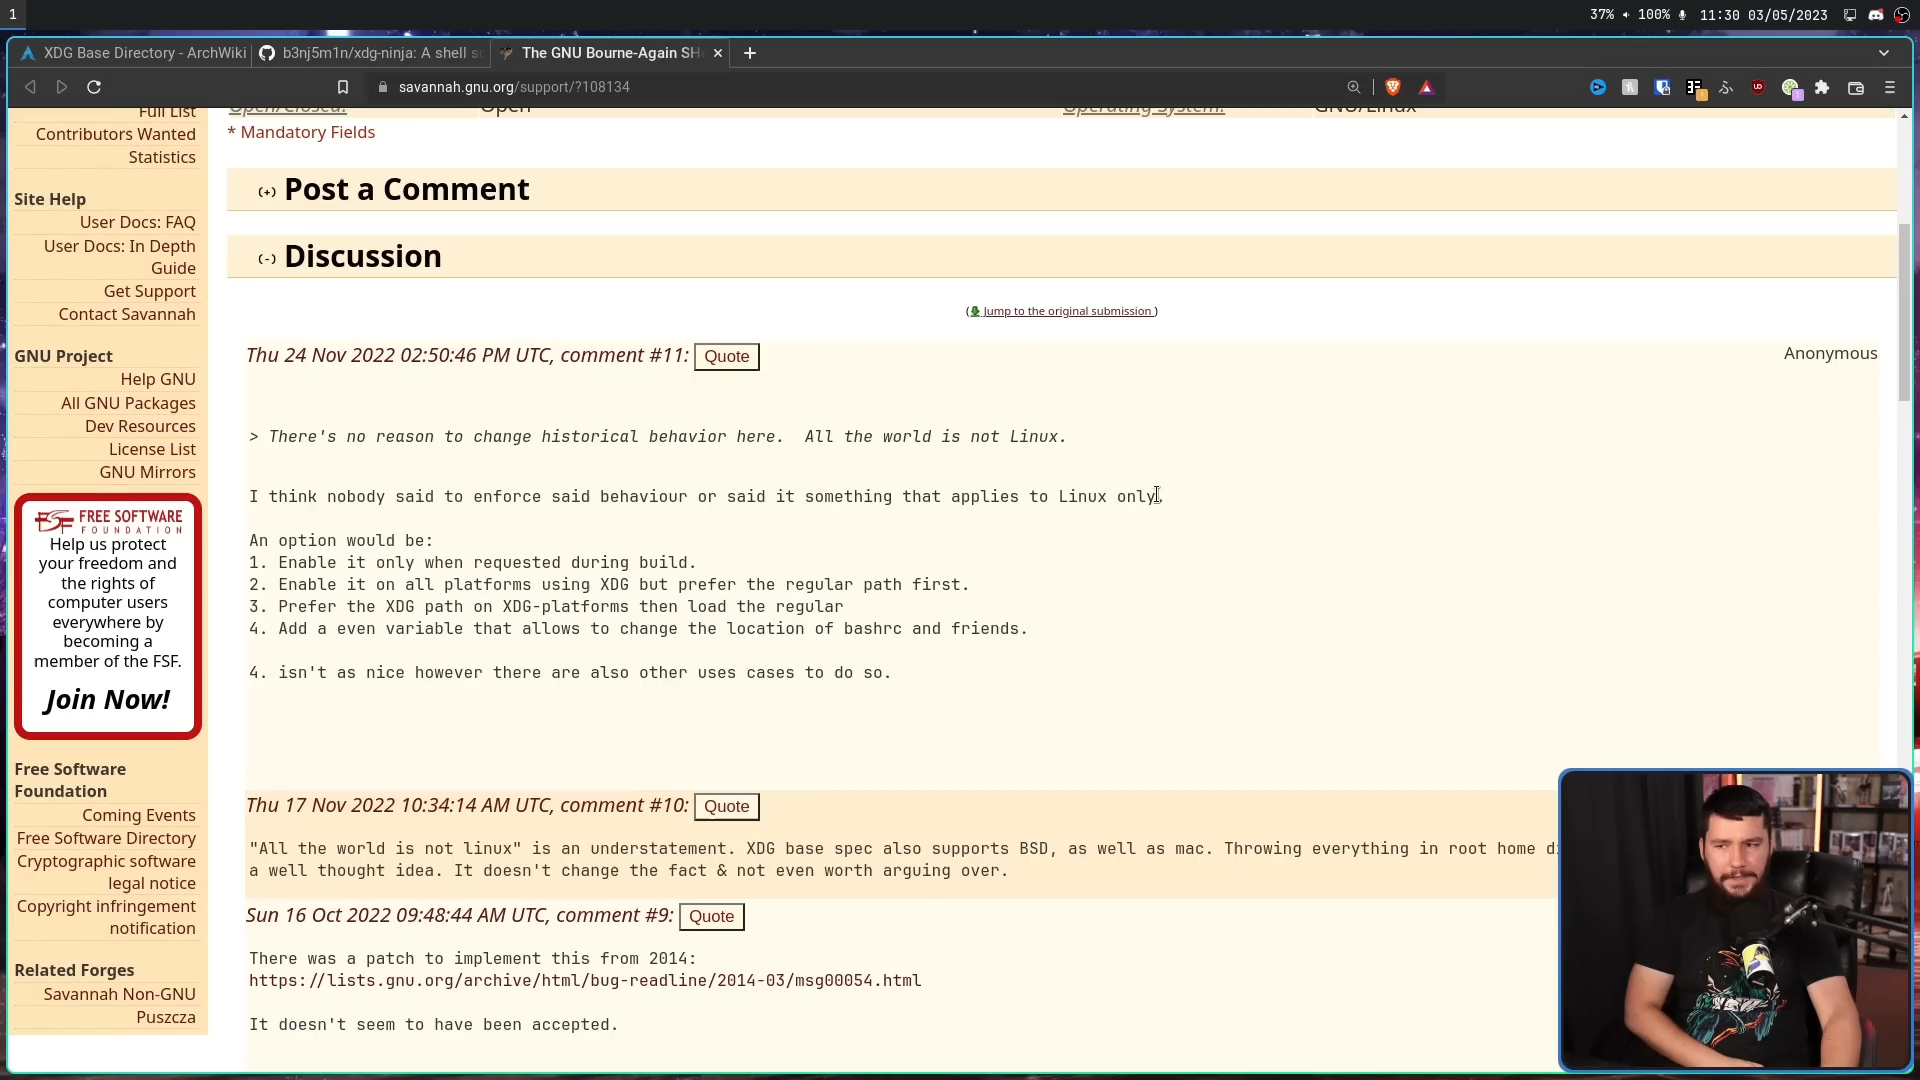 1
37% 100% 11:30 03/05/2023
XDG Base Directory - ArchWiki
b3nj5m1n/xdg-ninja: A shell s
The GNU Bourne-Again SH
savannah.gnu.org/support/?108134
Full List
Contributors Wanted
Statistics
Site Help
User Docs: FAQ
User Docs: In Depth
Guide
Get Support
Contact Savannah
GNU Project
Help GNU
All GNU Packages
Dev Resources
License List
GNU Mirrors
FREE SOFTWARE
FOUNDATION
Help us protect
your freedom and
the rights of
computer users
everywhere by
becoming a
member of the FSF.
Join Now!
Free Software
Foundation
Coming Events
Free Software Directory
Cryptographic software
legal notice
Copyright infringement
notification
Related Forges
Savannah Non-GNU
Puszcza
Open/Closed: Open Operating System: GNU/Linux
* Mandatory Fields
(+) Post a Comment
(-) Discussion
(Jump to the original submission )
Thu 24 Nov 2022 02:50:46 PM UTC, comment #11: Quote
Anonymous
> There's no reason to change historical behavior here.  All the world is not Linux.
I think nobody said to enforce said behaviour or said it something that applies to Linux only.
An option would be:
1. Enable it only when requested during build.
2. Enable it on all platforms using XDG but prefer the regular path first.
3. Prefer the XDG path on XDG-platforms then load the regular
4. Add a even variable that allows to change the location of bashrc and friends.
4. isn't as nice however there are also other uses cases to do so.
Thu 17 Nov 2022 10:34:14 AM UTC, comment #10: Quote
"All the world is not linux" is an understatement. XDG base spec also supports BSD, as well as mac. Throwing everything in root home di
a well thought idea. It doesn't change the fact & not even worth arguing over.
Sun 16 Oct 2022 09:48:44 AM UTC, comment #9: Quote
There was a patch to implement this from 2014:
https://lists.gnu.org/archive/html/bug-readline/2014-03/msg00054.html
It doesn't seem to have been accepted.